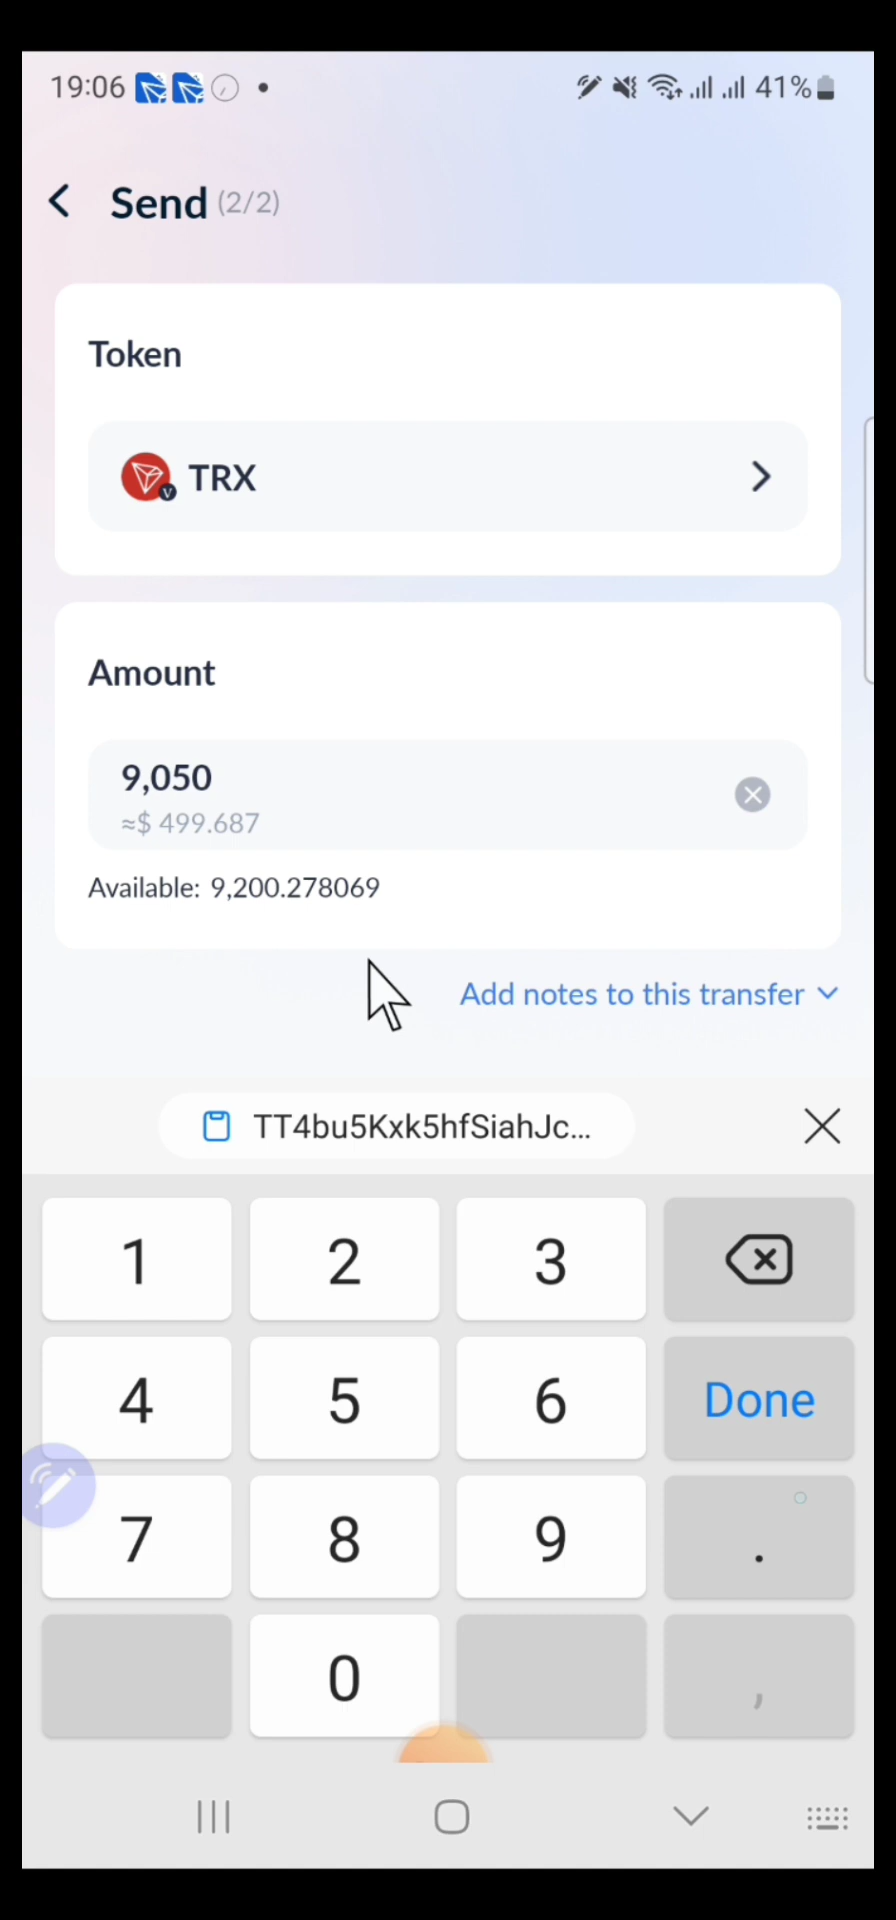 19:06 41%
Send (2/2)
Token
V TRX
Amount
9,050
≈$ 499.687
Available: 9,200.278069
Add notes to this transfer
TT4bu5Kxk5hfSiahJc...
1 2 3
4 5 6 Done
7 8 9 .
0 ,